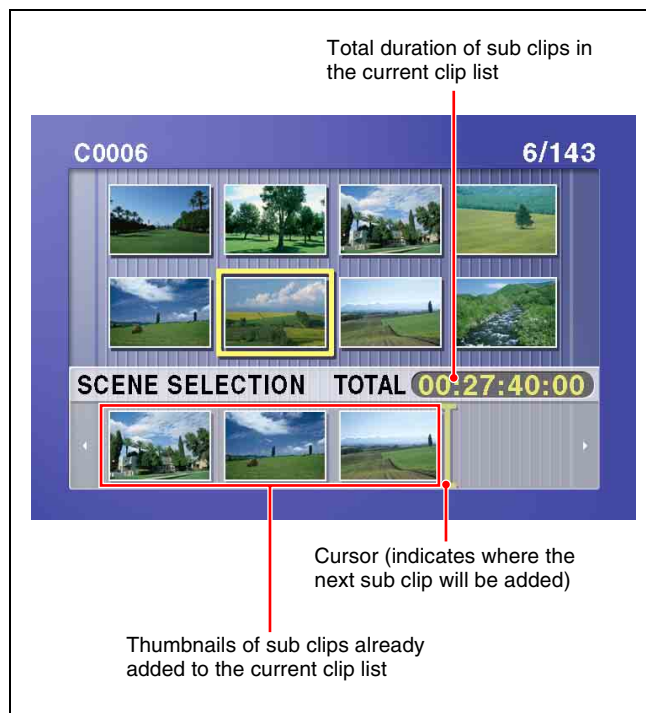 Total duration of sub clips in
the current clip list
C0006
6/143
SCENE SELECTION TOTAL 00:27:40:00
Cursor (indicates where the
next sub clip will be added)
Thumbnails of sub clips already
added to the current clip list